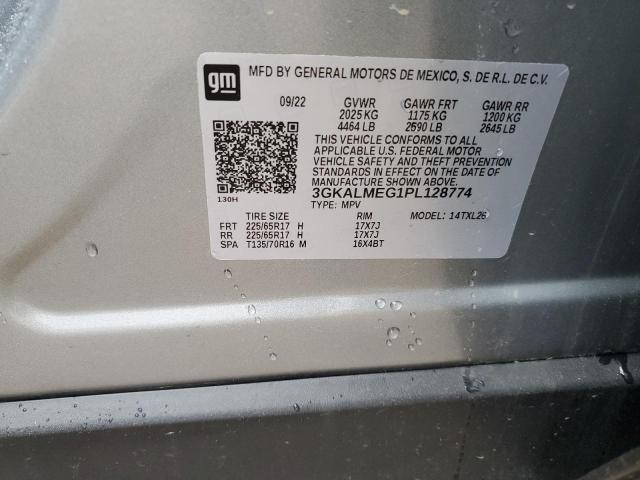 gm
MFD BY GENERAL MOTORS DE MEXICO, S. DE R.L. DE C.V.
09/22 GVWR GAWR FRT GAWR RR
2025 KG 1175 KG 1200 KG
4464 LB 2590 LB 2645 LB
THIS VEHICLE CONFORMS TO ALL
APPLICABLE U.S. FEDERAL MOTOR
VEHICLE SAFETY AND THEFT PREVENTION
STANDARDS IN EFFECT ON THE DATE
OF MANUFACTURE SHOWN ABOVE.
130H
3GKALMEG1PL128774
TYPE: MPV MODEL: 14TXL26
TIRE SIZE RIM
FRT 225/65R17 H 17X7J
RR 225/65R17 H 17X7J
SPA T135/70R16 M 16X4BT